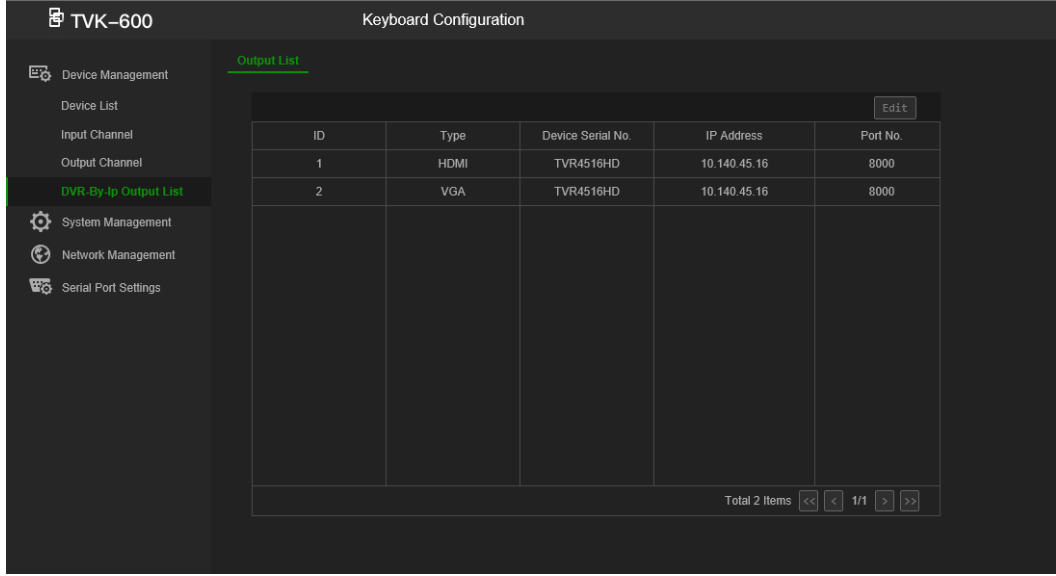 TVK–600 Keyboard Configuration
Device Management
Device List
Input Channel
Output Channel
DVR-By-Ip Output List
System Management
Network Management
Serial Port Settings
Output List
Edit
ID Type Device Serial No. IP Address Port No.
1 HDMI TVR4516HD 10.140.45.16 8000
2 VGA TVR4516HD 10.140.45.16 8000
Total 2 Items << < 1/1 > >>